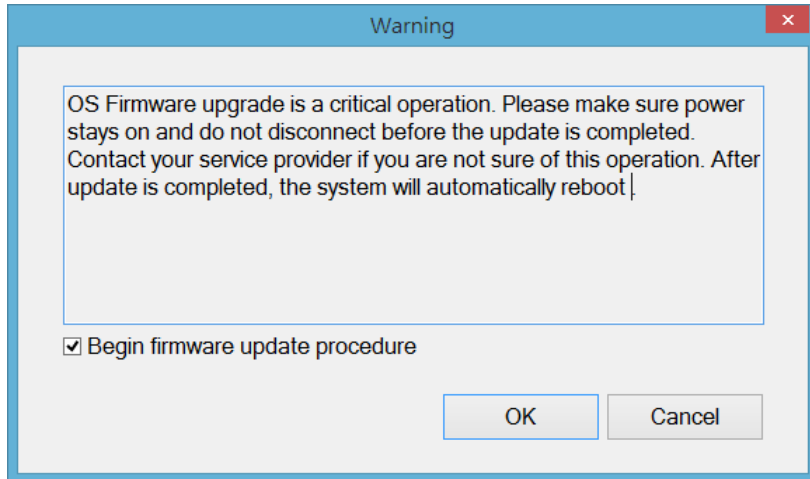 Warning
OS Firmware upgrade is a critical operation. Please make sure power
stays on and do not disconnect before the update is completed.
Contact your service provider if you are not sure of this operation. After
update is completed, the system will automatically reboot .
Begin firmware update procedure
OK
Cancel